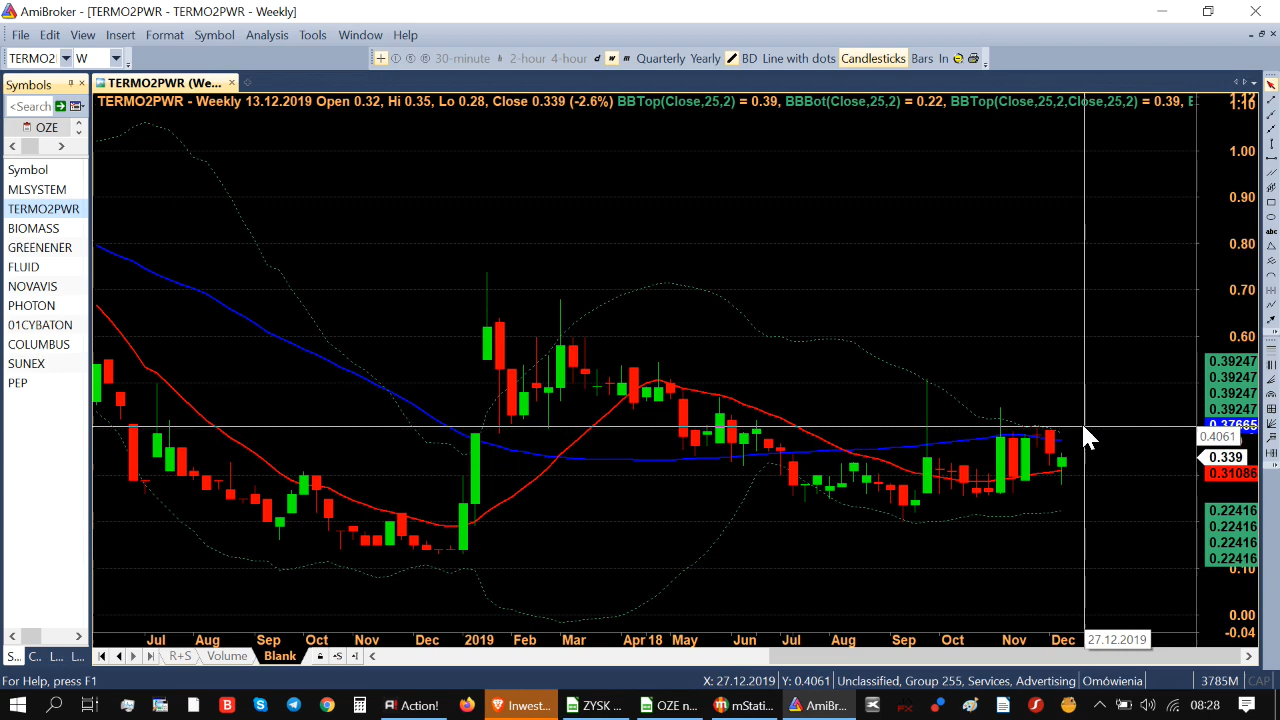 AmiBroker - [TERMO2PWR - TERMO2PWR - Weekly]
File Edit View Insert Format Symbol Analysis Tools Window Help
TERMO2 W 30-minute h 2-hour 4-hour d w m Quarterly Yearly BD Line with dots Candlesticks Bars In
Symbols TERMO2PWR (We...
TERMO2PWR - Weekly 13.12.2019 Open 0.32, Hi 0.35, Lo 0.28, Close 0.339 (-2.6%) BBTop(Close,25,2) = 0.39, BBBot(Close,25,2) = 0.22, BBTop(Close,25,2,Close,25,2) = 0.39,
<Search
OZE
Symbol
MLSYSTEM
TERMO2PWR
BIOMASS
GREENENER
FLUID
NOVAVIS
PHOTON
01CYBATON
COLUMBUS
SUNEX
PEP
1.10
1.00
0.90
0.80
0.70
0.60
0.39247
0.39247
0.39247
0.39247
0.37665
0.4061
0.339
0.31086
0.22416
0.22416
0.22416
0.22416
0.10
0.00
-0.04
Jul Aug Sep Oct Nov Dec 2019 Feb Mar Apr 18 May Jun Jul Aug Sep Oct Nov Dec
27.12.2019
S... C... L... L... R+S Volume Blank
For Help, press F1 X: 27.12.2019 Y: 0.4061 Unclassified, Group 255, Services, Advertising Omówienia 3785M CAP
Action! Invest... ZYSK ... OZE n... mStati... AmiBr... 08:28